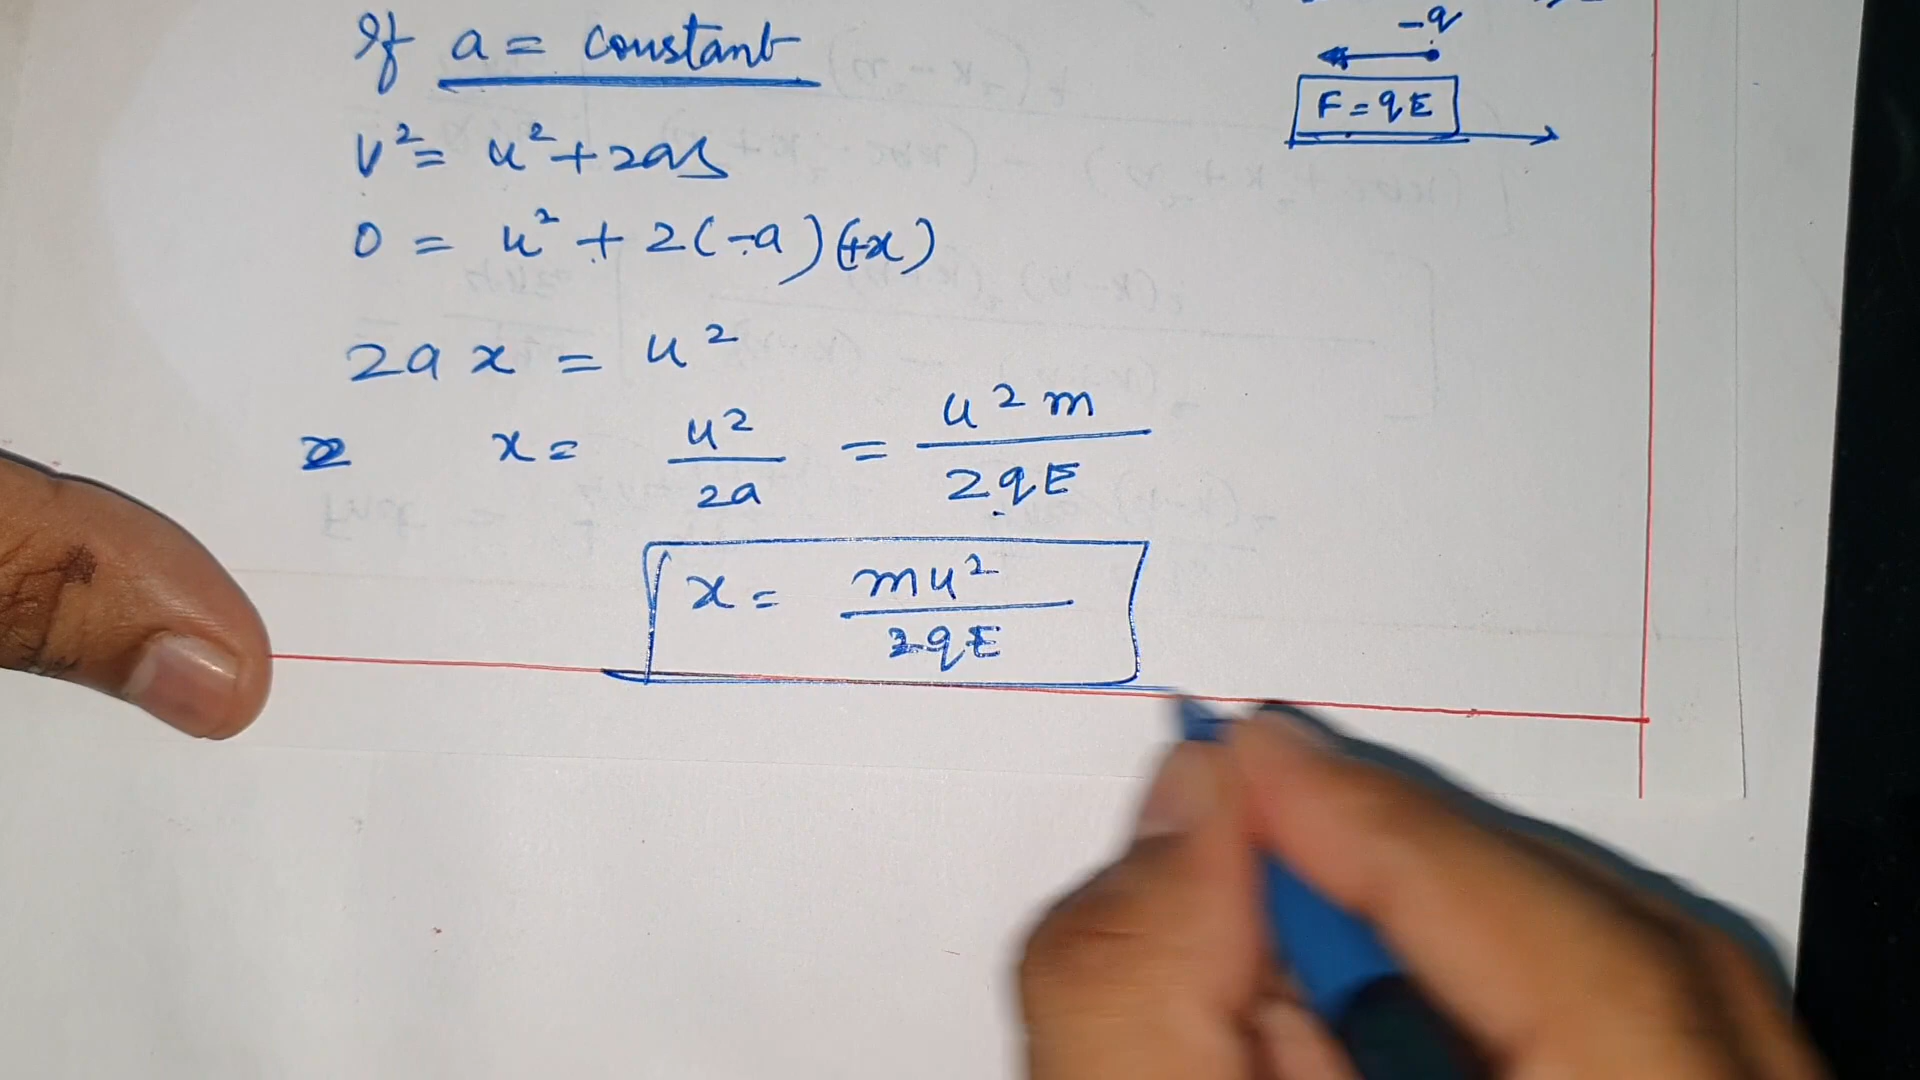 If a = constant
-q
F = qE
v² = u² + 2as
0 = u² + 2(-a)(+x)
2ax = u²
x = u²/2a = u²m/2qE
x = mu²/2qE